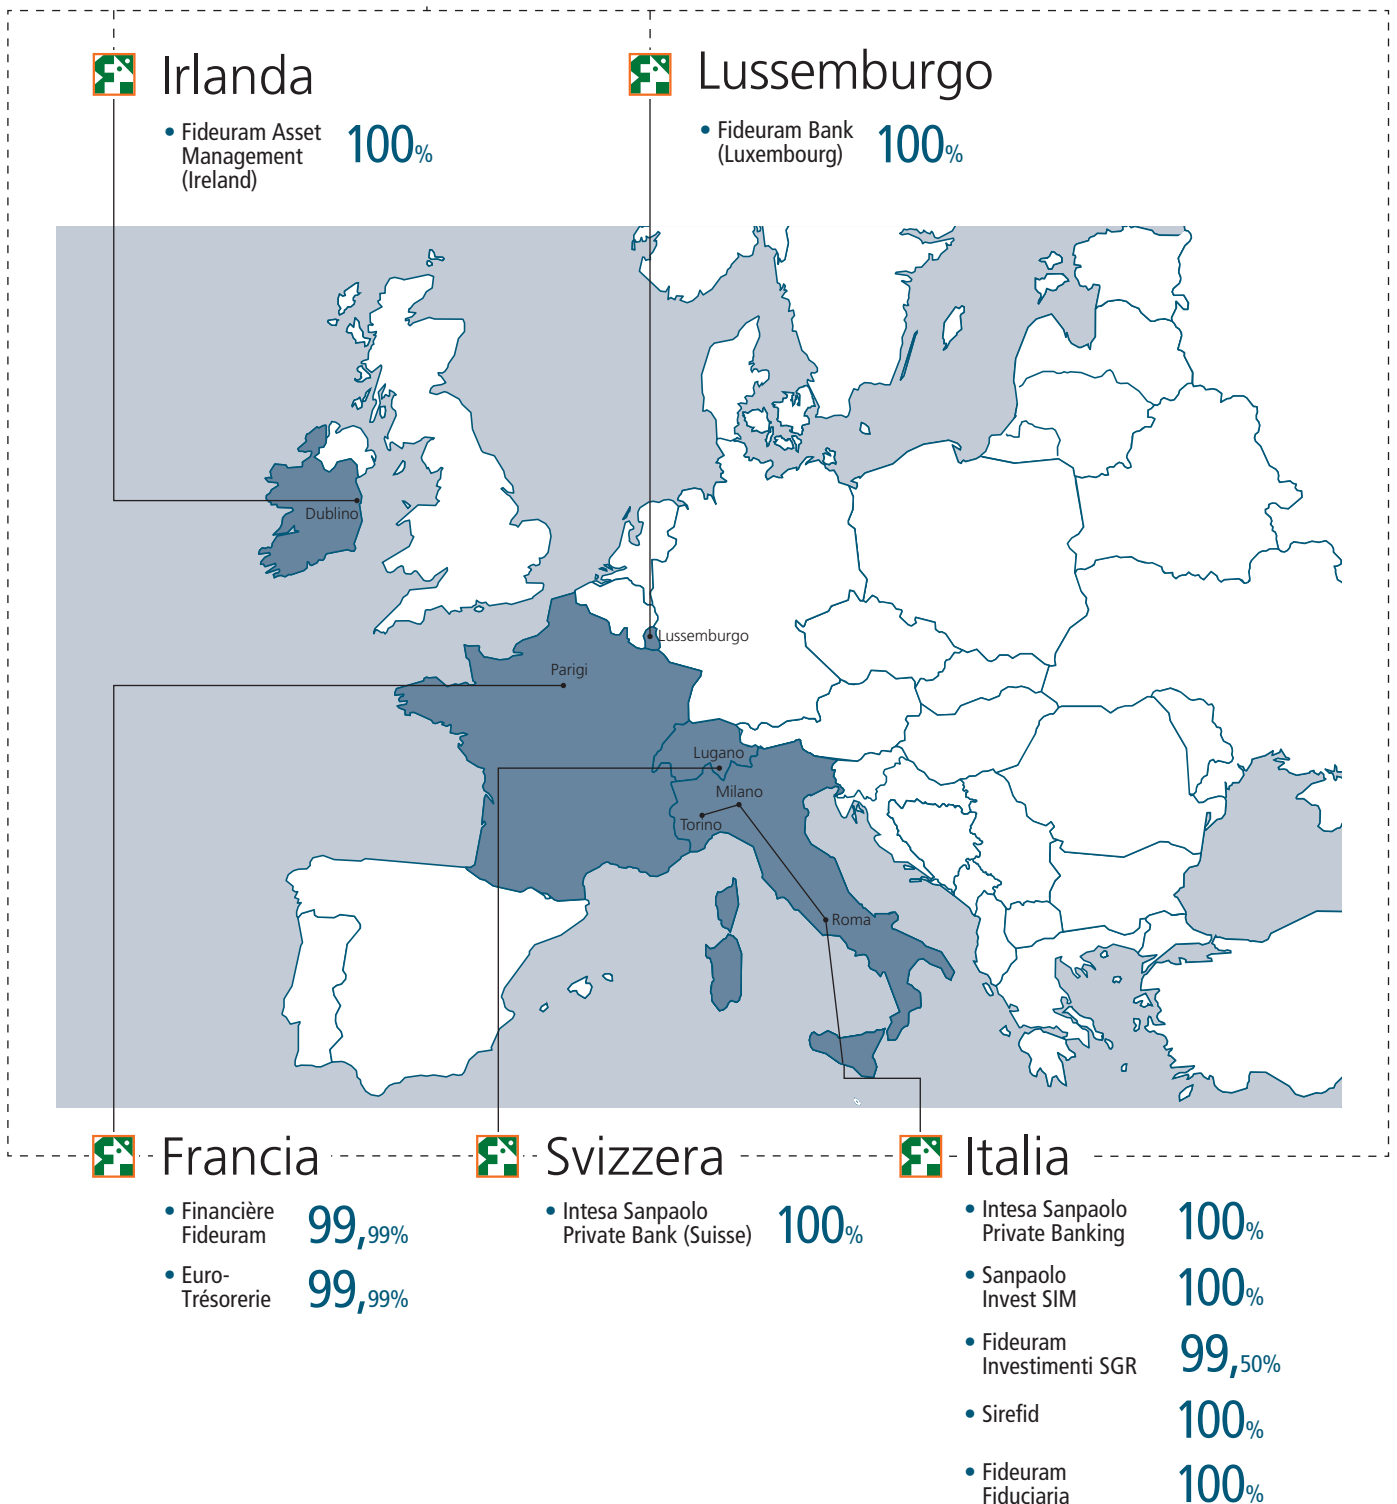 Irlanda
• Fideuram Asset
Management
(Ireland)
100%
Lussemburgo
• Fideuram Bank
(Luxembourg)
100%
Dublino
Lussemburgo
Parigi
Lugano
Milano
Torino
Roma
Francia
• Financière
Fideuram
99,99%
• Euro-
Trésorerie
99,99%
Svizzera
• Intesa Sanpaolo
Private Bank (Suisse)
100%
Italia
• Intesa Sanpaolo
Private Banking
100%
• Sanpaolo
Invest SIM
100%
• Fideuram
Investimenti SGR
99,50%
• Sirefid
100%
• Fideuram
Fiduciaria
100%